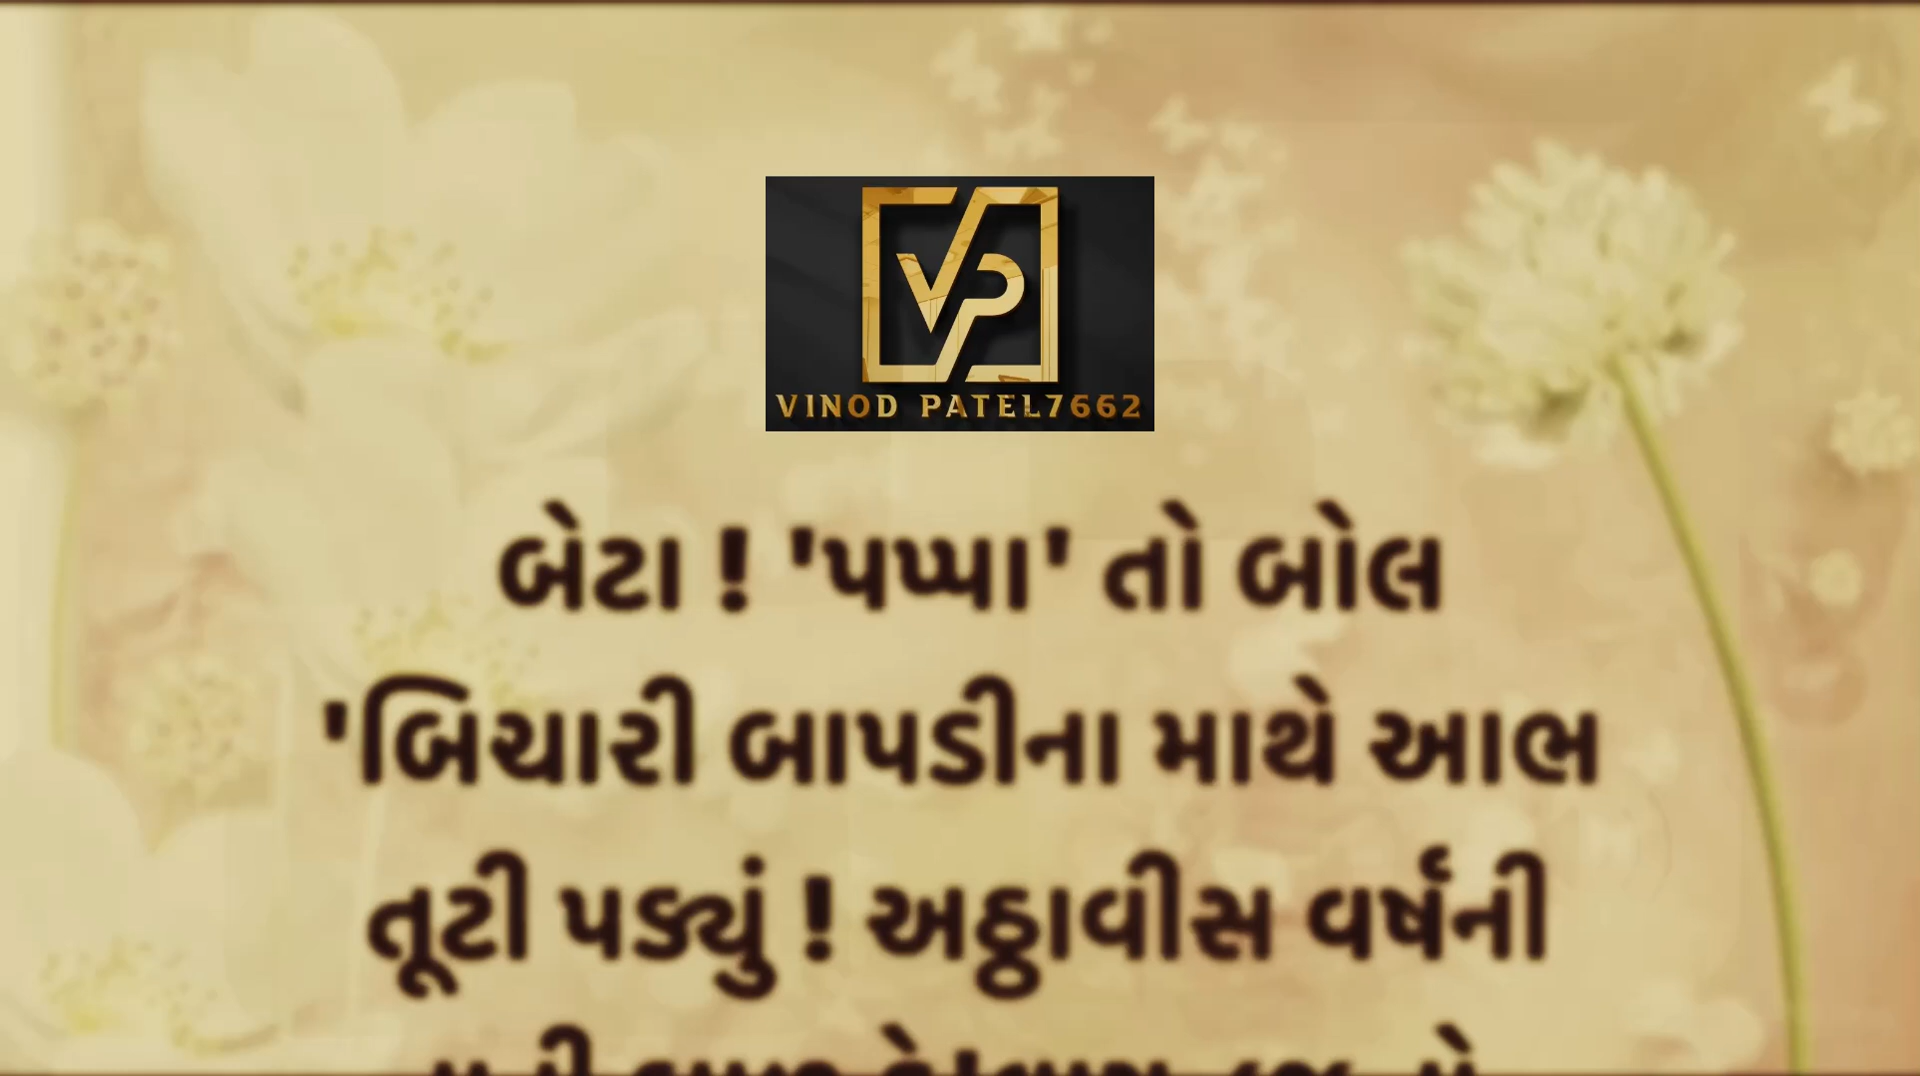 VINOD PATEL7662
બેટા ! 'પપ્પા' તો બોલ
'બિચારી બાપડીના માથે આભ
તૂટી પડ્યું ! અઠ્ઠાવીસ વર્ષની